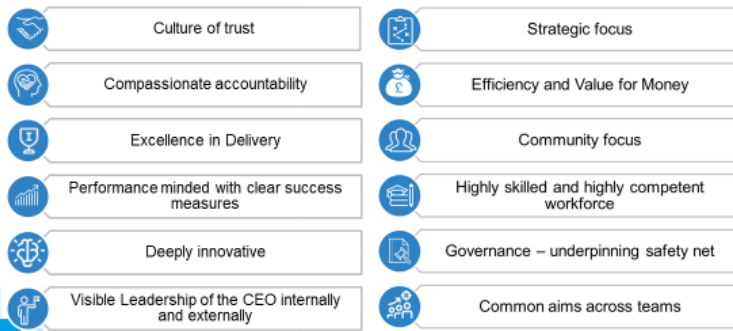 Culture of trust
Compassionate accountability
Excellence in Delivery
Performance minded with clear success
measures
Deeply innovative
Visible Leadership of the CEO internally
and externally
Strategic focus
£
Efficiency and Value for Money
Community focus
Highly skilled and highly competent
workforce
Governance – underpinning safety net
Common aims across teams